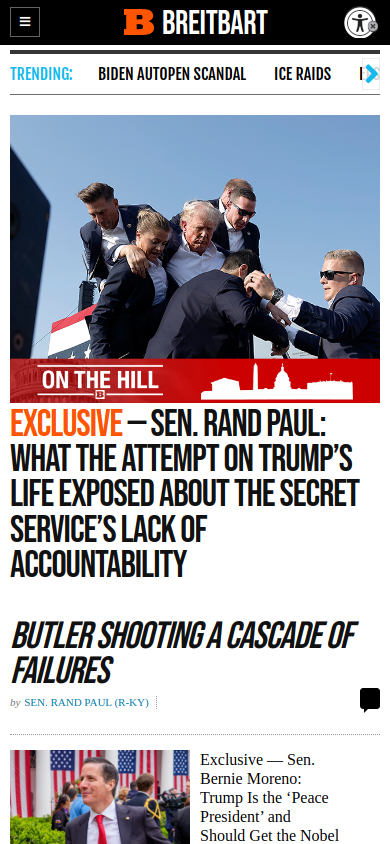 BREITBART
TRENDING:
BIDEN AUTOPEN SCANDAL
ICE RAIDS
ON THE HILL
EXCLUSIVE – SEN. RAND PAUL:
WHAT THE ATTEMPT ON TRUMP’S
LIFE EXPOSED ABOUT THE SECRET
SERVICE’S LACK OF
ACCOUNTABILITY
BUTLER SHOOTING A CASCADE OF
FAILURES
by SEN. RAND PAUL (R-KY)
Exclusive — Sen.
Bernie Moreno:
Trump Is the ‘Peace
President’ and
Should Get the Nobel